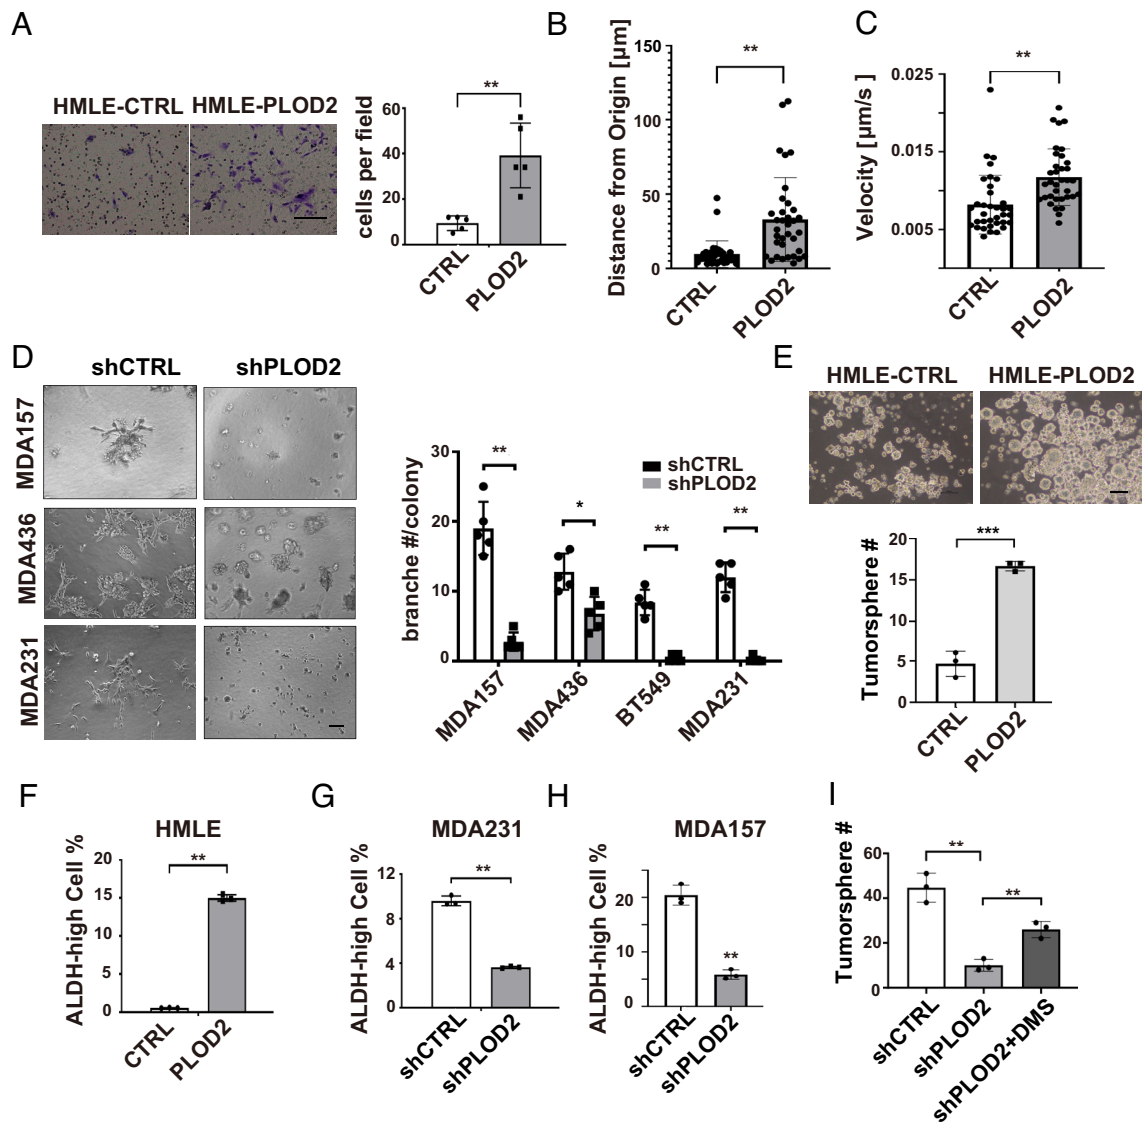 A
HMLE-CTRL HMLE-PLOD2
cells per field
60
40
20
0
**
CTRL
PLOD2
B
Distance from Origin [µm]
150
100
50
0
**
CTRL
PLOD2
C
Velocity [µm/s ]
0.025
0.015
0.005
**
CTRL
PLOD2
D
shCTRL
shPLOD2
MDA157
MDA436
MDA231
branche #/colony
30
20
10
0
**
*
**
**
shCTRL
shPLOD2
MDA157
MDA436
BT549
MDA231
E
HMLE-CTRL
HMLE-PLOD2
Tumorsphere #
20
15
10
5
0
***
CTRL
PLOD2
F
HMLE
ALDH-high Cell %
20
15
10
5
0
**
CTRL
PLOD2
G
MDA231
ALDH-high Cell %
12
8
4
0
**
shCTRL
shPLOD2
H
MDA157
ALDH-high Cell %
20
10
0
**
shCTRL
shPLOD2
I
Tumorsphere #
60
40
20
0
**
**
shCTRL
shPLOD2
shPLOD2+DMS